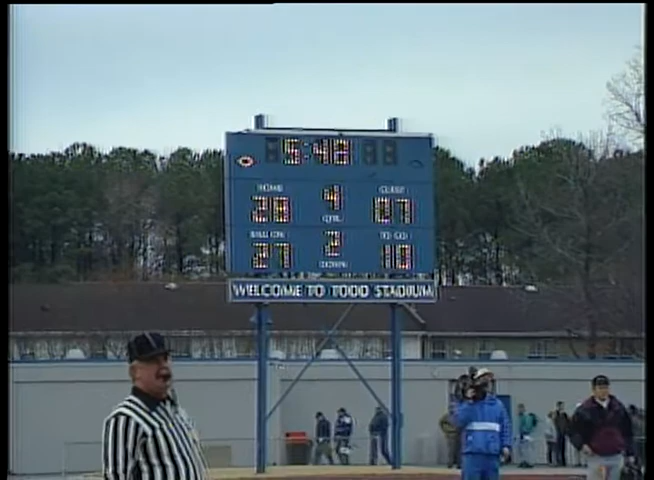 5:48
HOME 4 GUEST
28 QTR 07
BALL ON 2 TO GO
27 DOWN 10
WELCOME TO TODD STADIUM